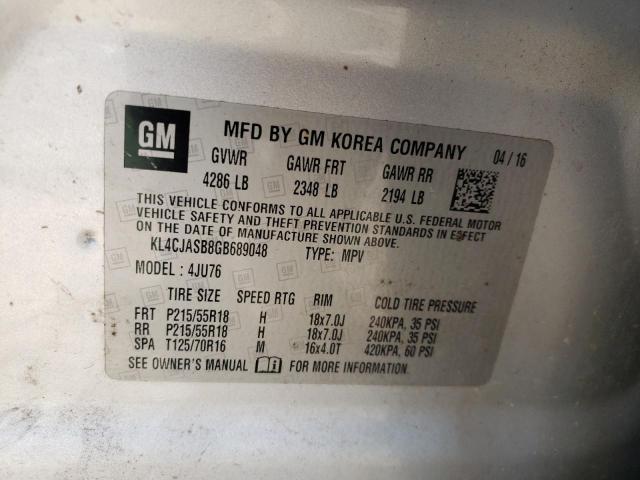 GM
MFD BY GM KOREA COMPANY 04 / 16
GVWR GAWR FRT GAWR RR
4286 LB 2348 LB 2194 LB
THIS VEHICLE CONFORMS TO ALL APPLICABLE U.S. FEDERAL MOTOR
VEHICLE SAFETY AND THEFT PREVENTION STANDARDS IN EFFECT
ON THE DATE OF MANUFACTURE SHOWN ABOVE.
KL4CJASB8GB689048 TYPE: MPV
MODEL : 4JU76
TIRE SIZE SPEED RTG RIM COLD TIRE PRESSURE
FRT P215/55R18 H 18x7.0J 240KPA, 35 PSI
RR P215/55R18 H 18x7.0J 240KPA, 35 PSI
SPA T125/70R16 M 16x4.0T 420KPA, 60 PSI
SEE OWNER'S MANUAL FOR MORE INFORMATION